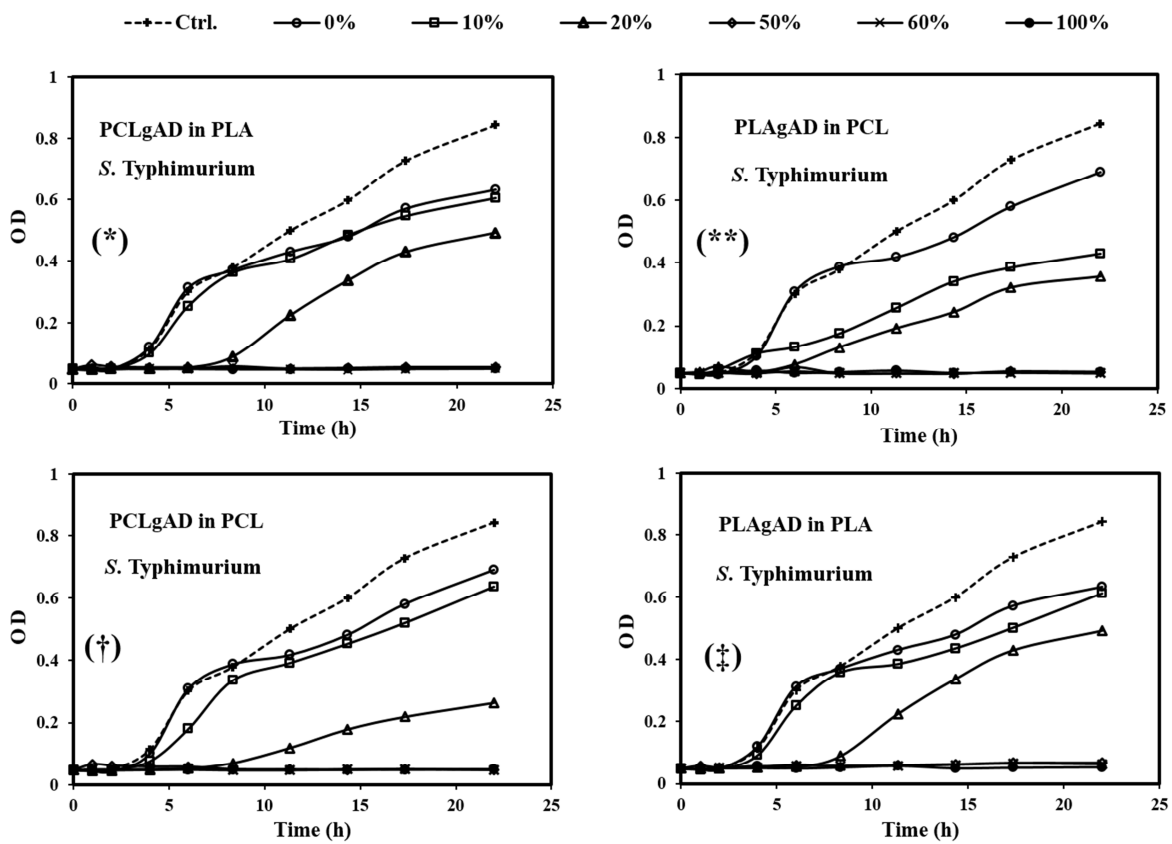 Ctrl. 0% 10% 20% 50% 60% 100%
1
0.8
0.6
0.4
0.2
0
OD
PCLgAD in PLA
S. Typhimurium
(*)
0 5 10 15 20 25
Time (h)
1
0.8
0.6
0.4
0.2
0
OD
PLAgAD in PCL
S. Typhimurium
(**)
0 5 10 15 20 25
Time (h)
1
0.8
0.6
0.4
0.2
0
OD
PCLgAD in PCL
S. Typhimurium
(†)
0 5 10 15 20 25
Time (h)
1
0.8
0.6
0.4
0.2
0
OD
PLAgAD in PLA
S. Typhimurium
(‡)
0 5 10 15 20 25
Time (h)